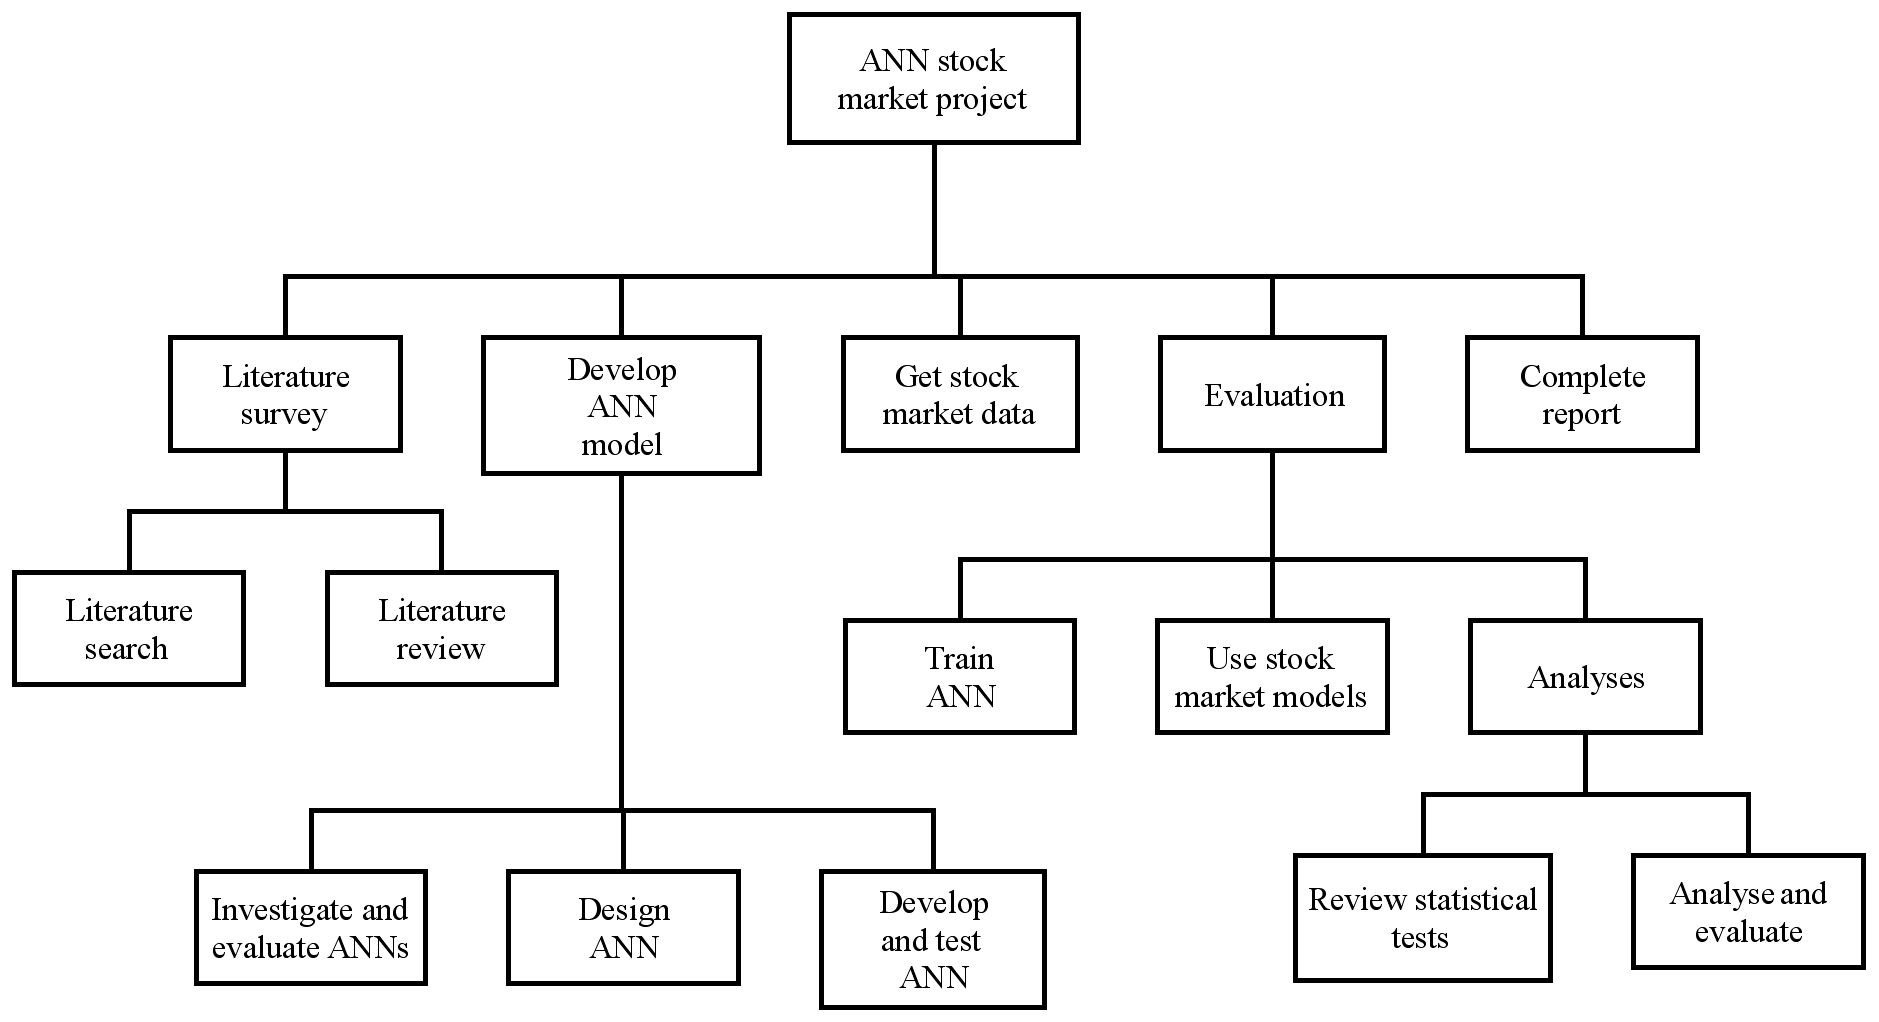 ANN stock
market project
Literature
survey
Develop
ANN
model
Get stock
market data
Evaluation
Complete
report
Literature
search
Literature
review
Train
ANN
Use stock
market models
Analyses
Investigate and
evaluate ANNs
Design
ANN
Develop
and test
ANN
Review statistical
tests
Analyse and
evaluate